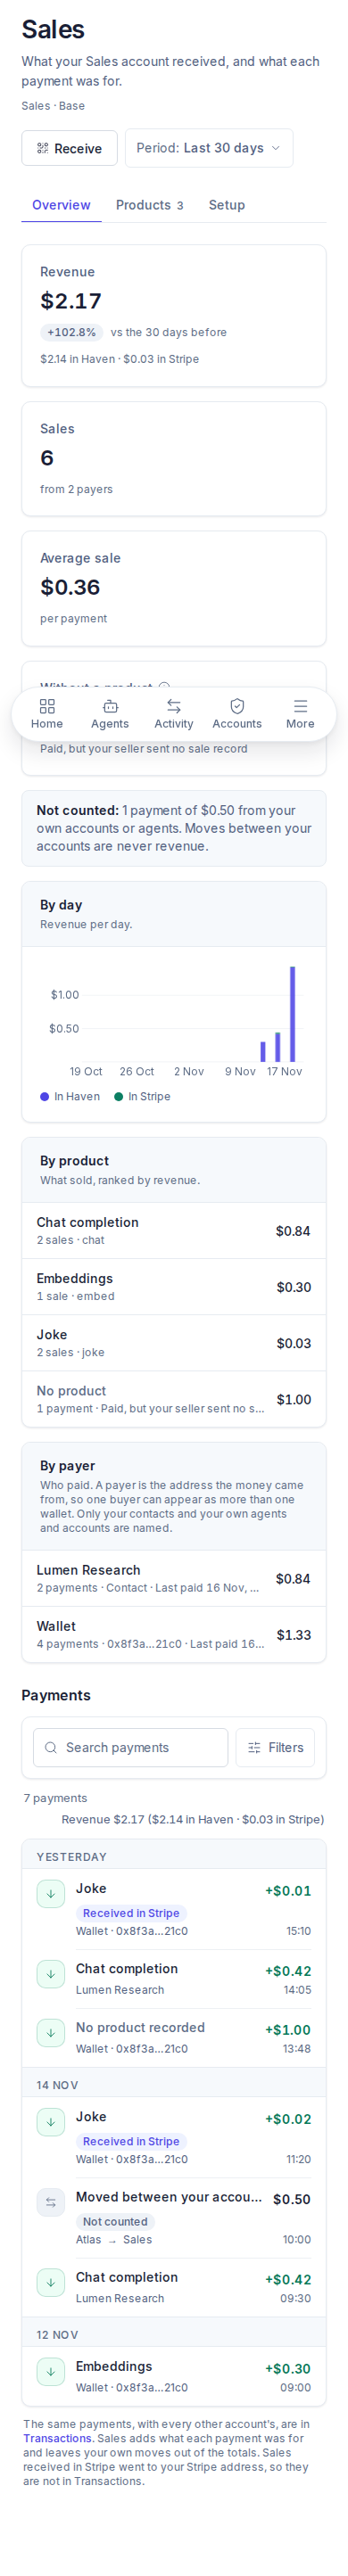 Sales
What your Sales account received, and what each
payment was for.
Sales · Base
Receive
Period: Last 30 days
Overview
Products 3
Setup
Revenue
$2.17
+102.8% vs the 30 days before
$2.14 in Haven · $0.03 in Stripe
Sales
6
from 2 payers
Average sale
$0.36
per payment
Without a product
Home
Agents
Activity
Accounts
More
Paid, but your seller sent no sale record
Not counted: 1 payment of $0.50 from your
own accounts or agents. Moves between your
accounts are never revenue.
By day
Revenue per day.
$1.00
$0.50
19 Oct
26 Oct
2 Nov
9 Nov
17 Nov
In Haven
In Stripe
By product
What sold, ranked by revenue.
Chat completion
$0.84
2 sales · chat
Embeddings
$0.30
1 sale · embed
Joke
$0.03
2 sales · joke
No product
$1.00
1 payment · Paid, but your seller sent no s...
By payer
Who paid. A payer is the address the money came
from, so one buyer can appear as more than one
wallet. Only your contacts and your own agents
and accounts are named.
Lumen Research
$0.84
2 payments · Contact · Last paid 16 Nov, ...
Wallet
$1.33
4 payments · 0x8f3a...21c0 · Last paid 16...
Payments
Search payments
Filters
7 payments
Revenue $2.17 ($2.14 in Haven · $0.03 in Stripe)
YESTERDAY
Joke
+$0.01
Received in Stripe
Wallet · 0x8f3a...21c0
15:10
Chat completion
+$0.42
Lumen Research
14:05
No product recorded
+$1.00
Wallet · 0x8f3a...21c0
13:48
14 NOV
Joke
+$0.02
Received in Stripe
Wallet · 0x8f3a...21c0
11:20
Moved between your accou...
$0.50
Not counted
Atlas → Sales
10:00
Chat completion
+$0.42
Lumen Research
09:30
12 NOV
Embeddings
+$0.30
Wallet · 0x8f3a...21c0
09:00
The same payments, with every other account's, are in
Transactions. Sales adds what each payment was for
and leaves your own moves out of the totals. Sales
received in Stripe went to your Stripe address, so they
are not in Transactions.